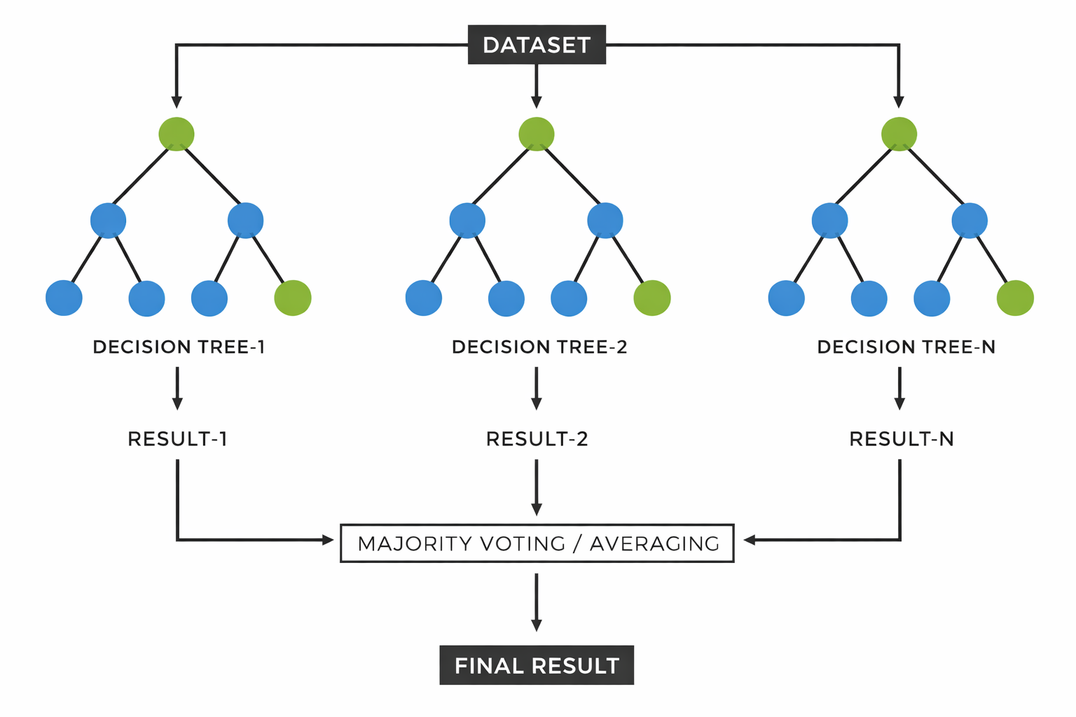 DATASET
DECISION TREE-1
DECISION TREE-2
DECISION TREE-N
RESULT-1
RESULT-2
RESULT-N
MAJORITY VOTING / AVERAGING
FINAL RESULT